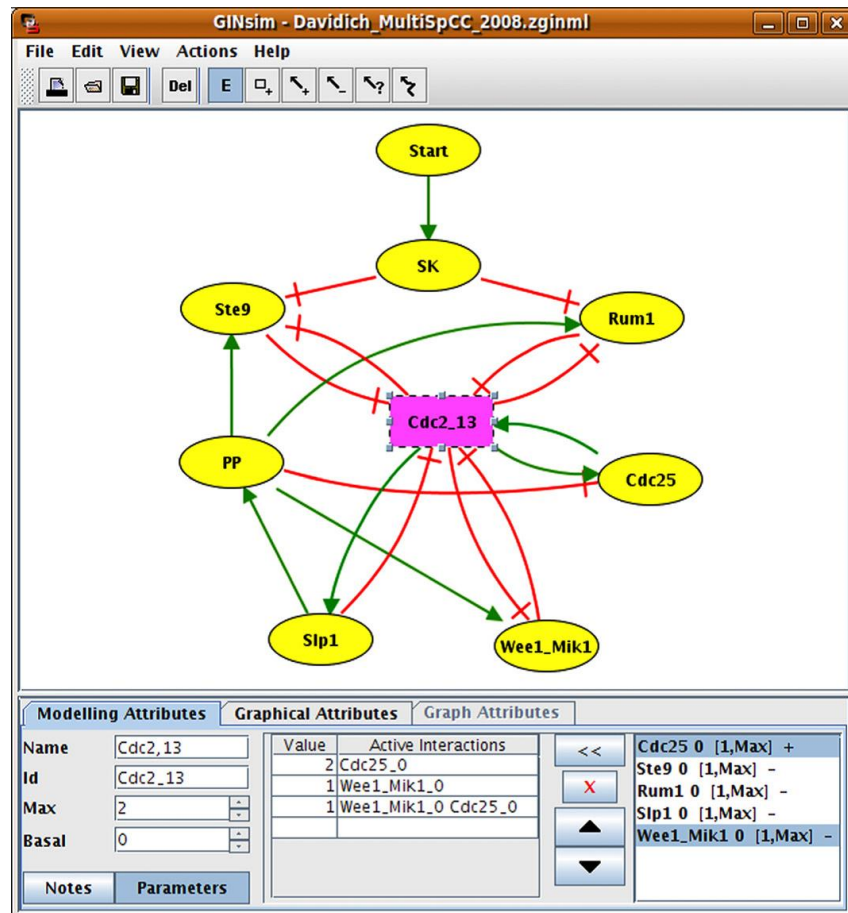 GINsim - Davidich_MultiSpCC_2008.zginml
File Edit View Actions Help
Del E + + - ?
Start
SK
Ste9
Rum1
Cdc2_13
PP
Cdc25
Slp1
Wee1_Mik1
Modelling Attributes Graphical Attributes Graph Attributes
Name Cdc2,13
Id Cdc2_13
Max 2
Basal 0
Notes Parameters
Value Active Interactions
2 Cdc25_0
1 Wee1_Mik1_0
1 Wee1_Mik1_0 Cdc25_0
<<
X
Cdc25 0 [1,Max] +
Ste9 0 [1,Max] -
Rum1 0 [1,Max] -
Slp1 0 [1,Max] -
Wee1_Mik1 0 [1,Max] -